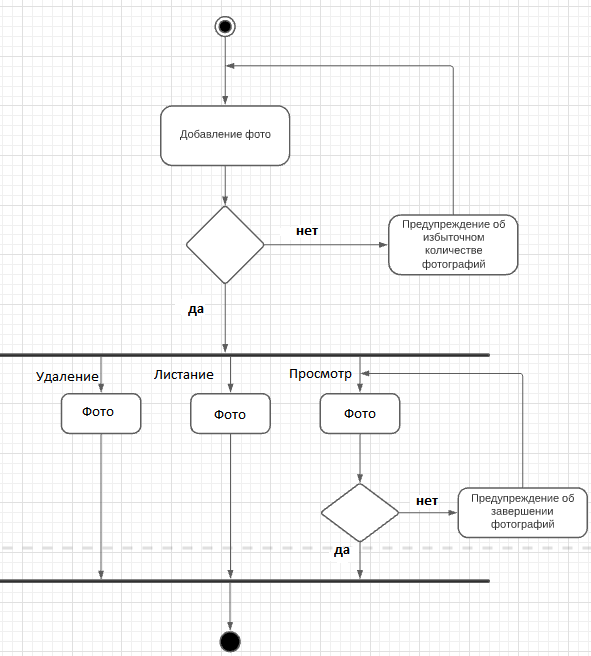 Добавление фото
нет
Предупреждение об
избыточном
количестве
фотографий
да
Удаление
Листание
Просмотр
Фото
Фото
Фото
нет
Предупреждение об
завершении
фотографий
да